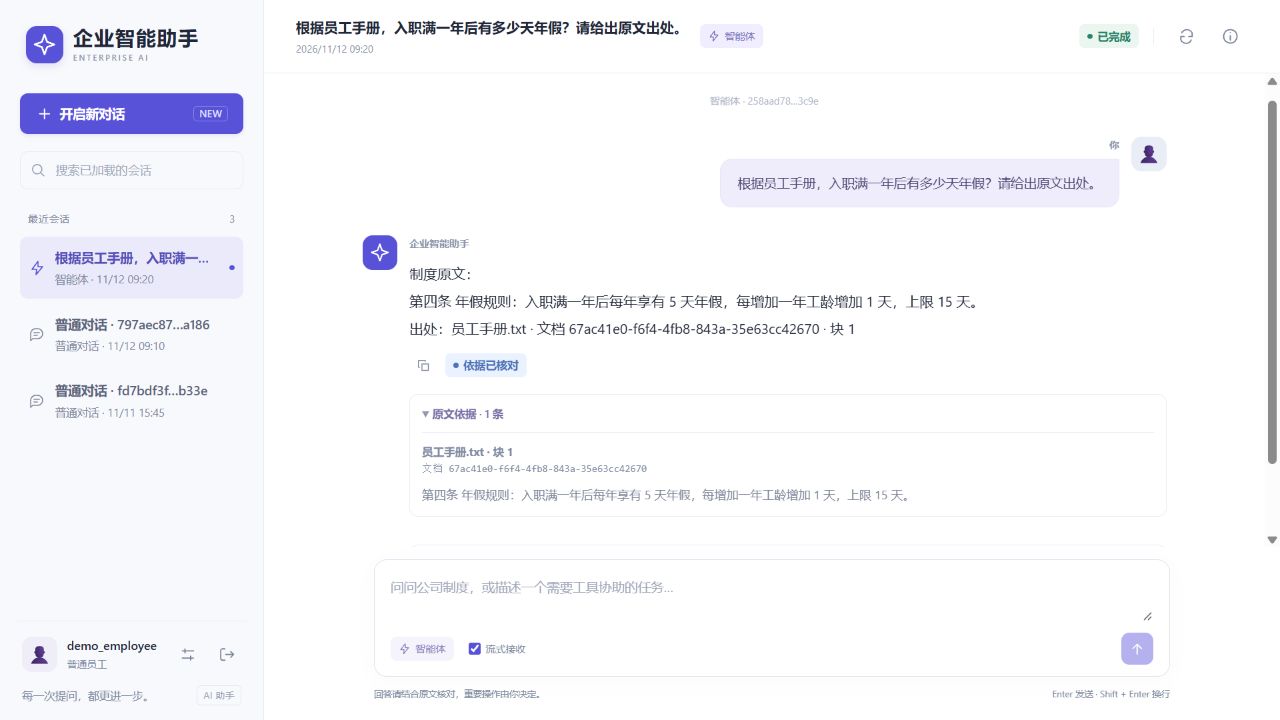 企业智能助手
ENTERPRISE AI
开启新对话
NEW
搜索已加载的会话
最近会话
3
根据员工手册，入职满一...
智能体 · 11/12 09:20
普通对话 · 797aec87...a186
普通对话 · 11/12 09:10
普通对话 · fd7bdf3f...b33e
普通对话 · 11/11 15:45
demo_employee
普通员工
每一次提问，都更进一步。
AI 助手
根据员工手册，入职满一年后有多少天年假？请给出原文出处。
智能体
2026/11/12 09:20
已完成
智能体 · 258aad78...3c9e
你
根据员工手册，入职满一年后有多少天年假？请给出原文出处。
企业智能助手
制度原文：
第四条 年假规则：入职满一年后每年享有 5 天年假，每增加一年工龄增加 1 天，上限 15 天。
出处：员工手册.txt · 文档 67ac41e0-f6f4-4fb8-843a-35e63cc42670 · 块 1
依据已核对
原文依据 · 1 条
员工手册.txt · 块 1
文档 67ac41e0-f6f4-4fb8-843a-35e63cc42670
第四条 年假规则：入职满一年后每年享有 5 天年假，每增加一年工龄增加 1 天，上限 15 天。
问问公司制度，或描述一个需要工具协助的任务...
智能体
流式接收
回答请结合原文核对，重要操作由你决定。
Enter 发送 · Shift + Enter 换行